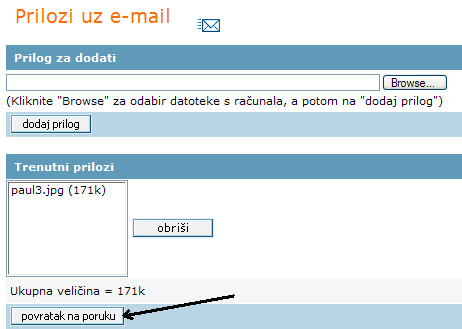 Prilozi uz e-mail
Prilog za dodati
Browse...
(Kliknite "Browse" za odabir datoteke s računala, a potom na "dodaj prilog")
dodaj prilog
Trenutni prilozi
paul3.jpg (171k)
obriši
Ukupna veličina = 171k
povratak na poruku